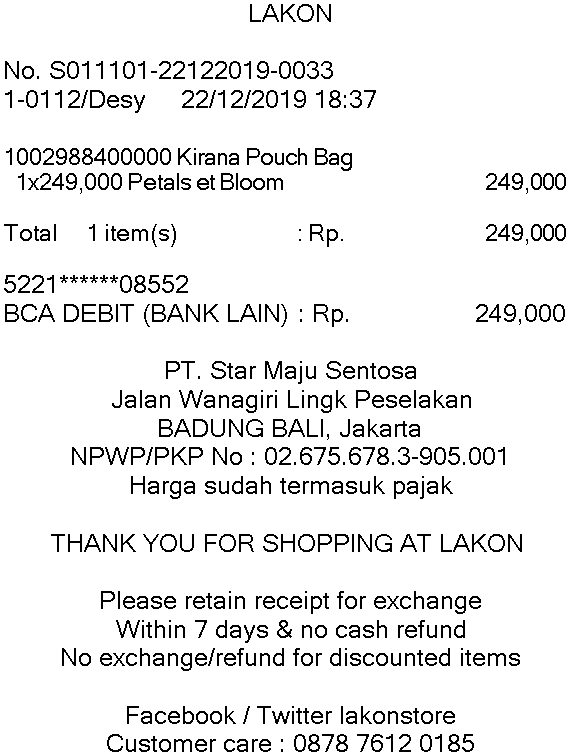 LAKON
No. S011101-22122019-0033
1-0112/Desy 22/12/2019 18:37
1002988400000 Kirana Pouch Bag
1x249,000 Petals et Bloom 249,000
Total 1 item(s) : Rp. 249,000
5221******08552
BCA DEBIT (BANK LAIN) : Rp. 249,000
PT. Star Maju Sentosa
Jalan Wanagiri Lingk Peselakan
BADUNG BALI, Jakarta
NPWP/PKP No : 02.675.678.3-905.001
Harga sudah termasuk pajak
THANK YOU FOR SHOPPING AT LAKON
Please retain receipt for exchange
Within 7 days & no cash refund
No exchange/refund for discounted items
Facebook / Twitter lakonstore
Customer care : 0878 7612 0185